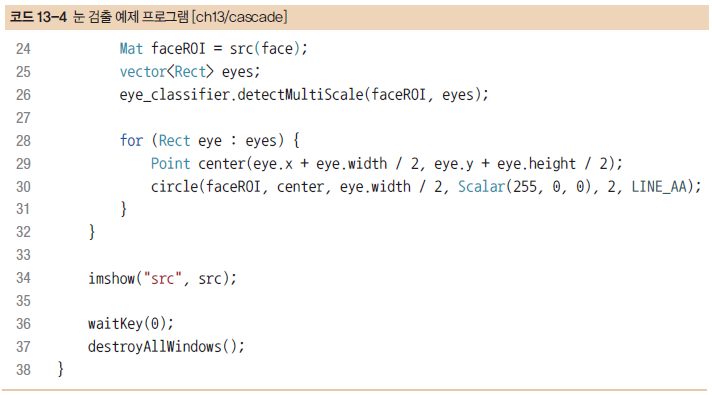 코드 13-4 눈 검출 예제 프로그램 [ch13/cascade]
24 Mat faceROI = src(face);
25 vector<Rect> eyes;
26 eye_classifier.detectMultiScale(faceROI, eyes);
27
28 for (Rect eye : eyes) {
29 Point center(eye.x + eye.width / 2, eye.y + eye.height / 2);
30 circle(faceROI, center, eye.width / 2, Scalar(255, 0, 0), 2, LINE_AA);
31 }
32 }
33
34 imshow("src", src);
35
36 waitKey(0);
37 destroyAllWindows();
38 }